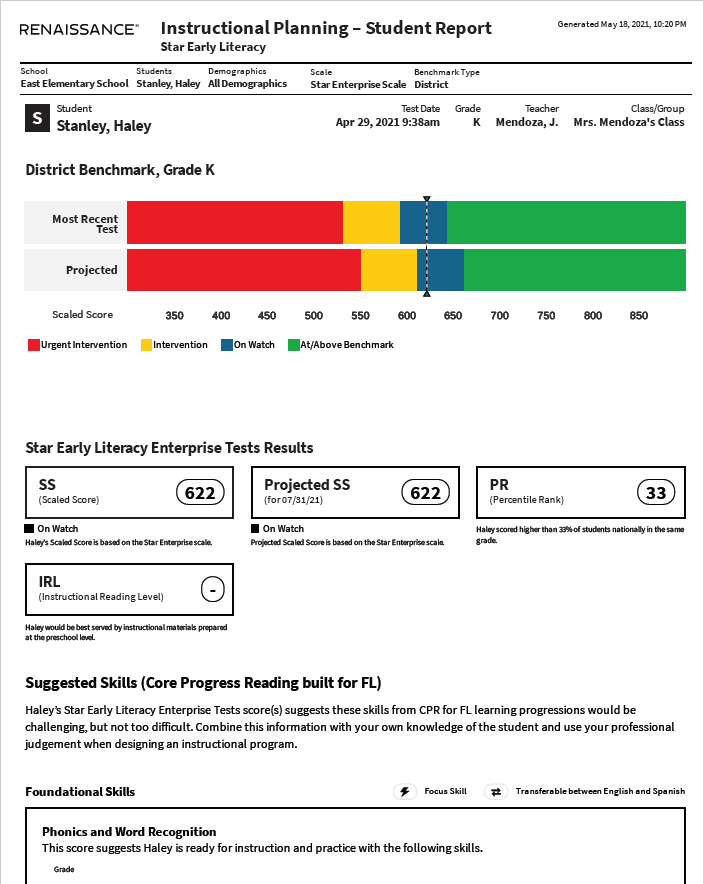 RENAISSANCE®
Instructional Planning – Student Report
Generated May 18, 2021, 10:20 PM
Star Early Literacy
School Students Demographics Scale Benchmark Type
East Elementary School Stanley, Haley All Demographics Star Enterprise Scale District
S
Student Test Date Grade Teacher Class/Group
Stanley, Haley Apr 29, 2021 9:38am K Mendoza, J. Mrs. Mendoza's Class
District Benchmark, Grade K
Most Recent
Test
Projected
Scaled Score 350 400 450 500 550 600 650 700 750 800 850
Urgent Intervention Intervention On Watch At/Above Benchmark
Star Early Literacy Enterprise Tests Results
SS
(Scaled Score)
622
On Watch
Haley's Scaled Score is based on the Star Enterprise scale.
Projected SS
(for 07/31/21)
622
On Watch
Projected Scaled Score is based on the Star Enterprise scale.
PR
(Percentile Rank)
33
Haley scored higher than 33% of students nationally in the same
grade.
IRL
(Instructional Reading Level)
-
Haley would be best served by instructional materials prepared
at the preschool level.
Suggested Skills (Core Progress Reading built for FL)
Haley's Star Early Literacy Enterprise Tests score(s) suggests these skills from CPR for FL learning progressions would be
challenging, but not too difficult. Combine this information with your own knowledge of the student and use your professional
judgement when designing an instructional program.
Foundational Skills Focus Skill Transferable between English and Spanish
Phonics and Word Recognition
This score suggests Haley is ready for instruction and practice with the following skills.
Grade